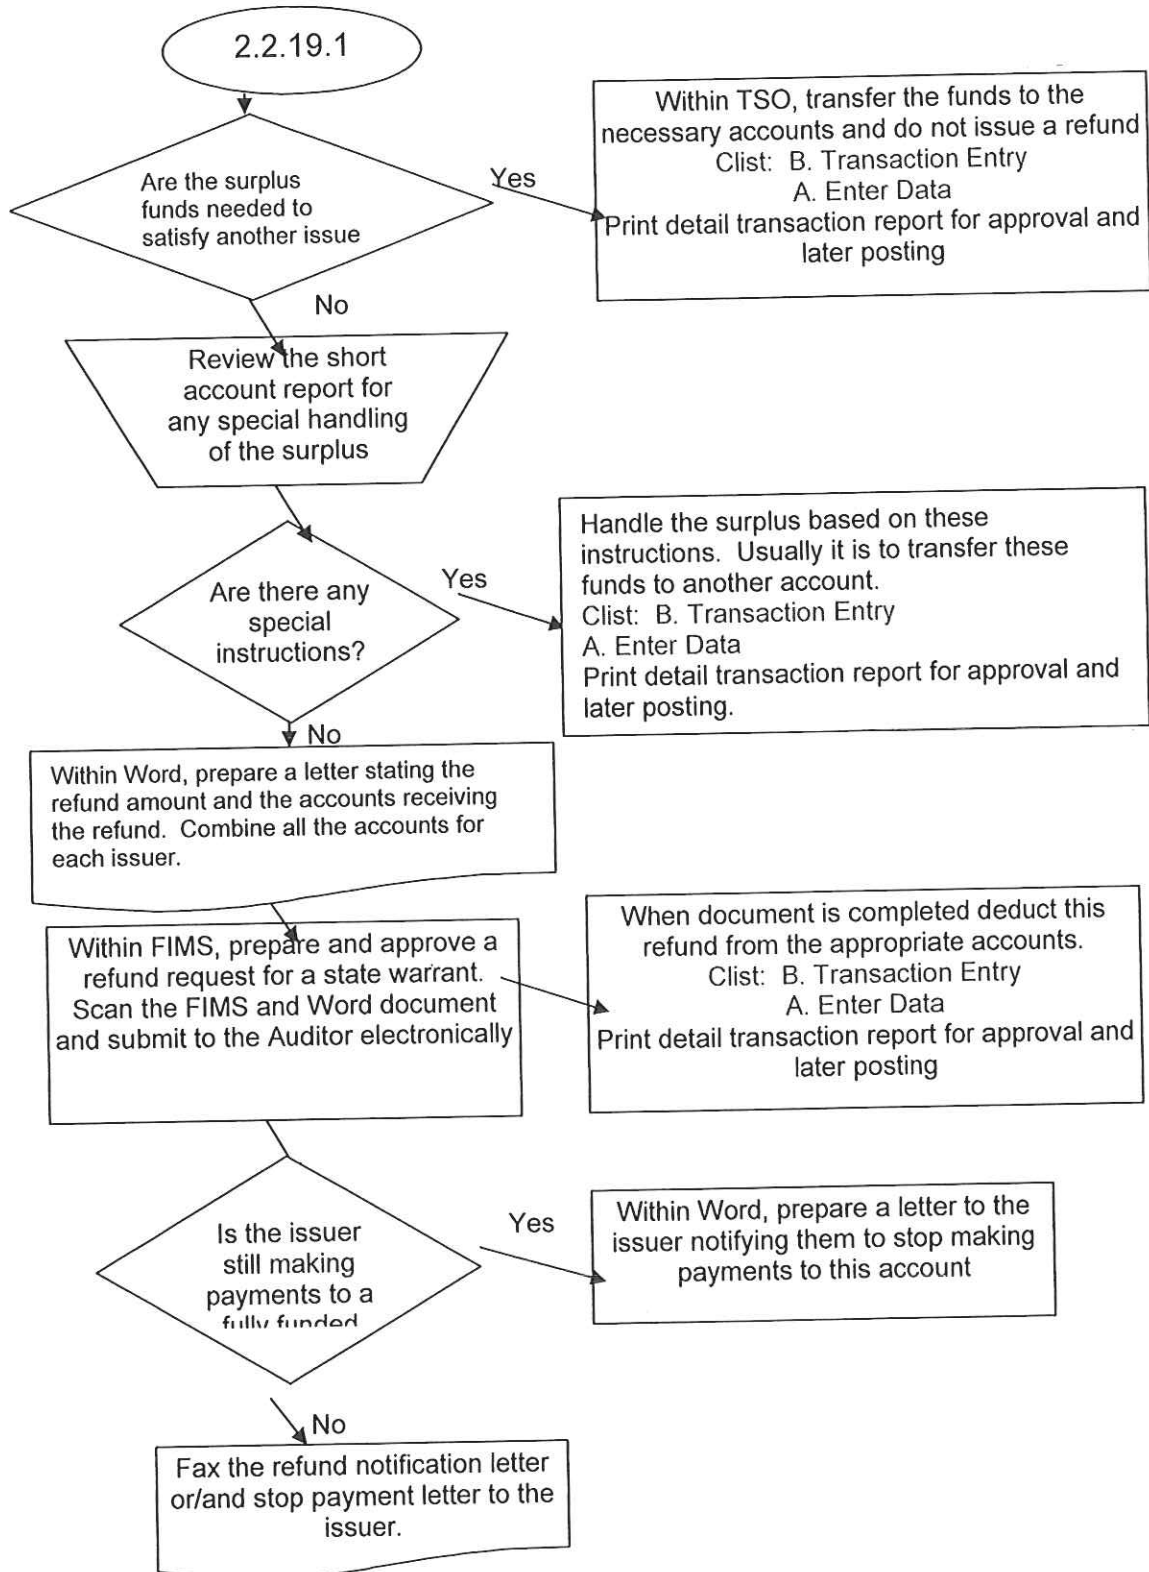 2.2.19.1
Are the surplus
funds needed to
satisfy another issue
Yes
Within TSO, transfer the funds to the
necessary accounts and do not issue a refund
Clist:  B. Transaction Entry
A. Enter Data
Print detail transaction report for approval and
later posting
No
Review the short
account report for
any special handling
of the surplus
Are there any
special
instructions?
Yes
Handle the surplus based on these
instructions.  Usually it is to transfer these
funds to another account.
Clist:  B. Transaction Entry
A. Enter Data
Print detail transaction report for approval and
later posting.
No
Within Word, prepare a letter stating the
refund amount and the accounts receiving
the refund.  Combine all the accounts for
each issuer.
Within FIMS, prepare and approve a
refund request for a state warrant.
Scan the FIMS and Word document
and submit to the Auditor electronically
When document is completed deduct this
refund from the appropriate accounts.
Clist:  B. Transaction Entry
A. Enter Data
Print detail transaction report for approval and
later posting
Is the issuer
still making
payments to a
fully funded
Yes
Within Word, prepare a letter to the
issuer notifying them to stop making
payments to this account
No
Fax the refund notification letter
or/and stop payment letter to the
issuer.